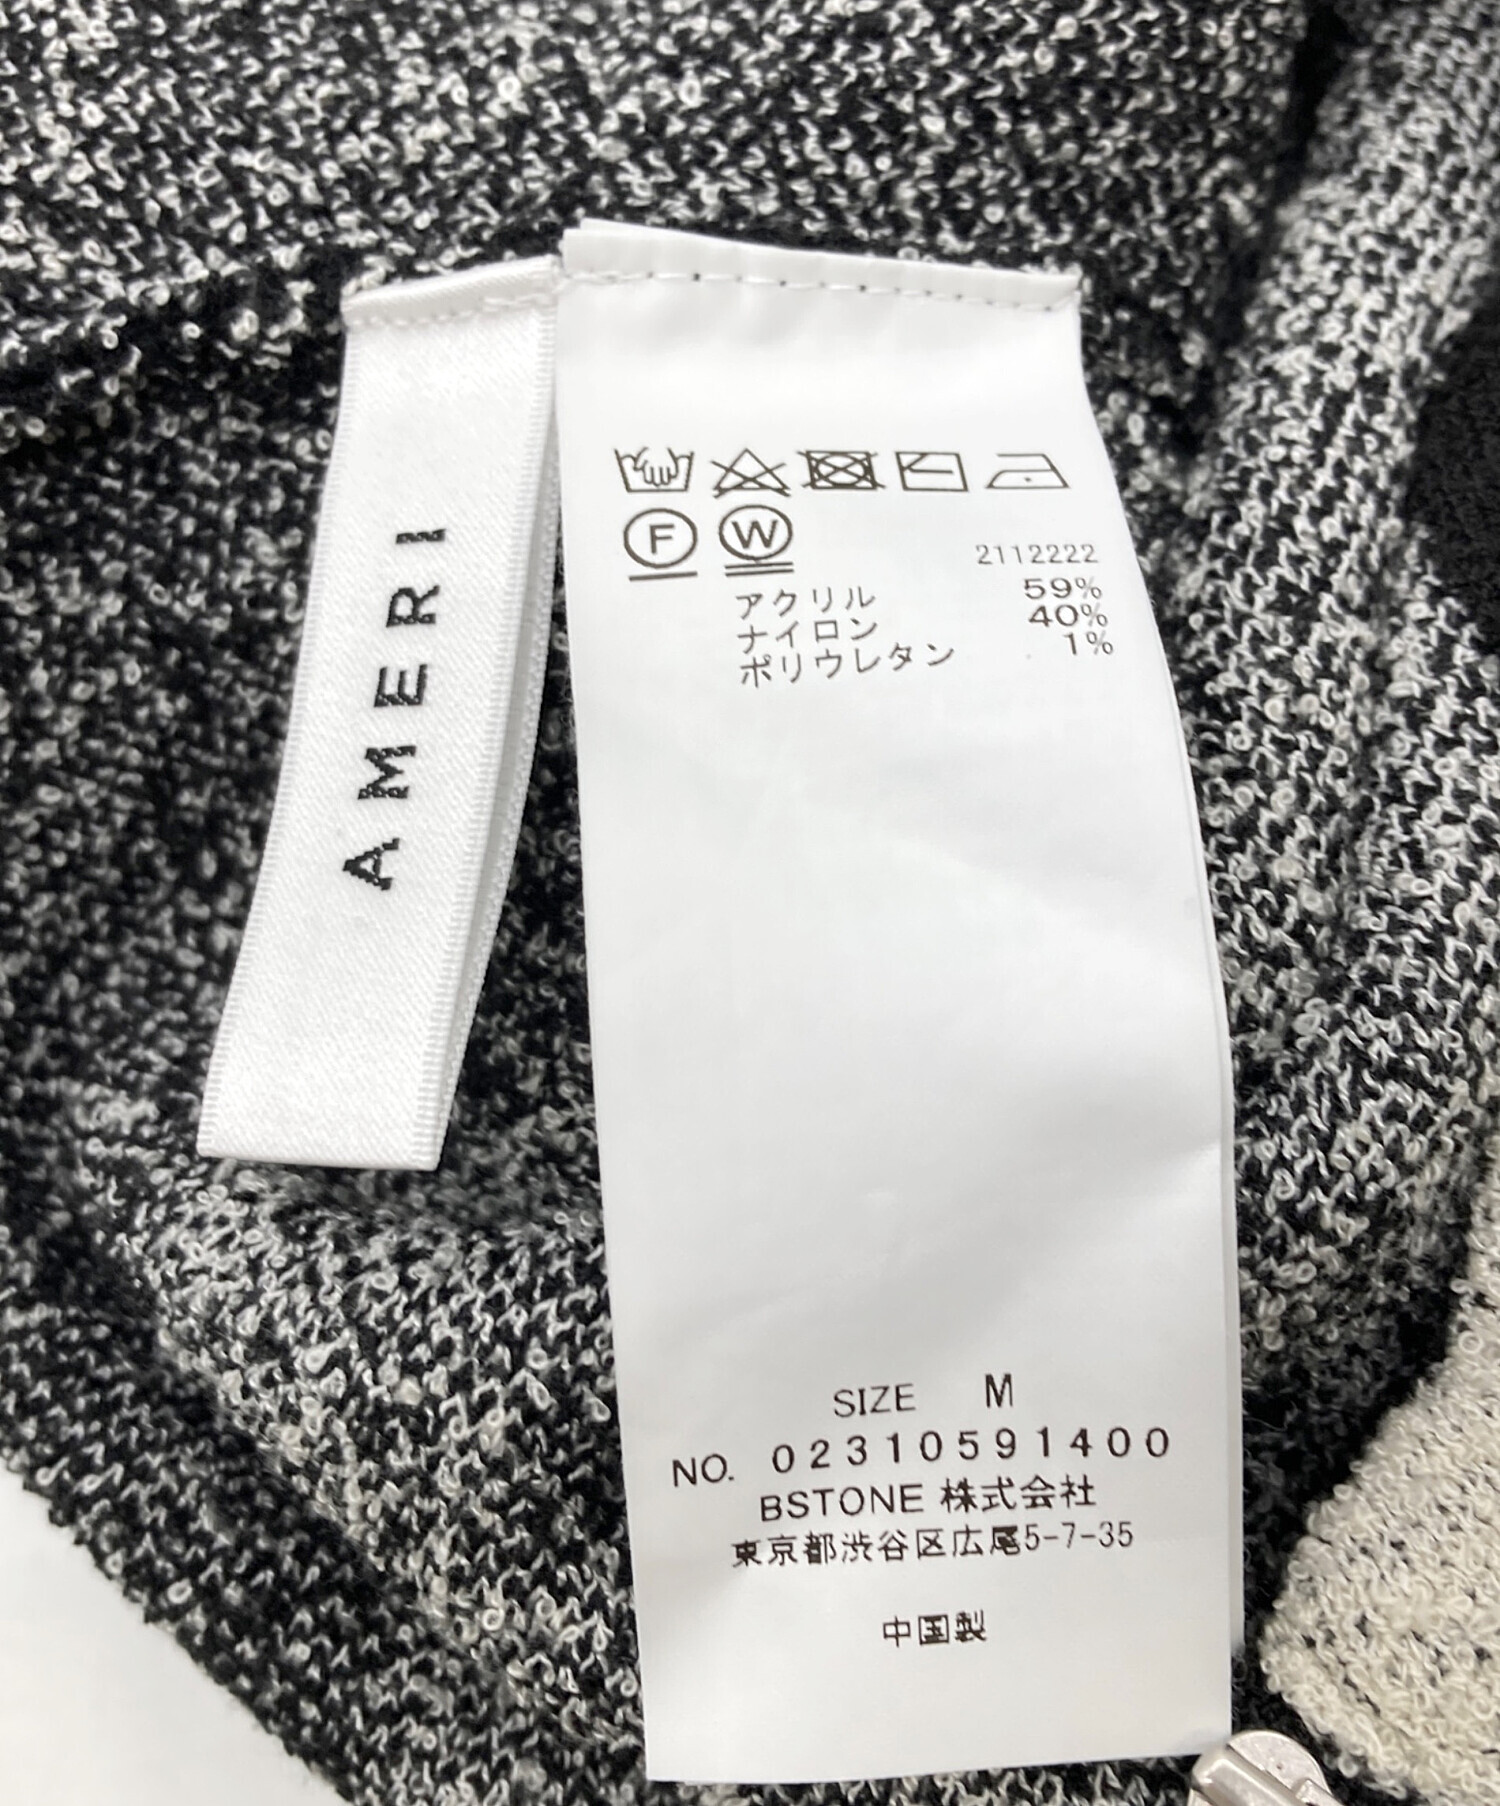 AMERI
F W
2112222
アクリル 59%
ナイロン 40%
ポリウレタン 1%
SIZE M
NO. 02310591400
BSTONE 株式会社
東京都渋谷区広尾5-7-35
中国製